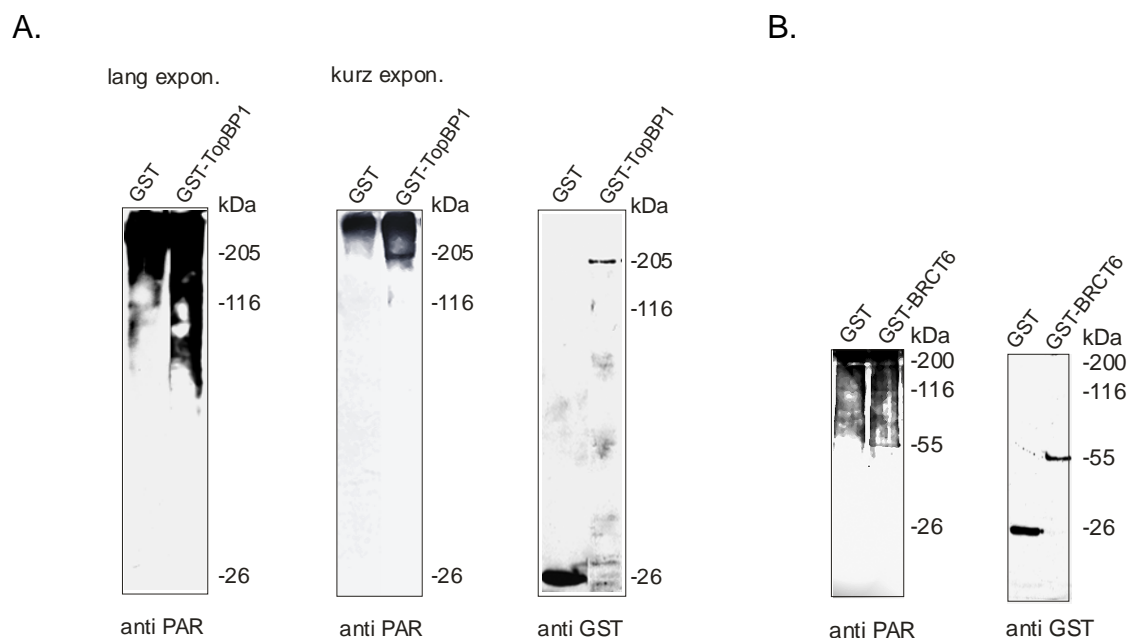 A.
lang expon.
GST
GST-TopBP1
kDa
-205
-116
-26
anti PAR
kurz expon.
GST
GST-TopBP1
kDa
-205
-116
-26
anti PAR
GST
GST-TopBP1
kDa
-205
-116
-26
anti GST
B.
GST
GST-BRCT6
kDa
-200
-116
-55
-26
anti PAR
GST
GST-BRCT6
kDa
-200
-116
-55
-26
anti GST